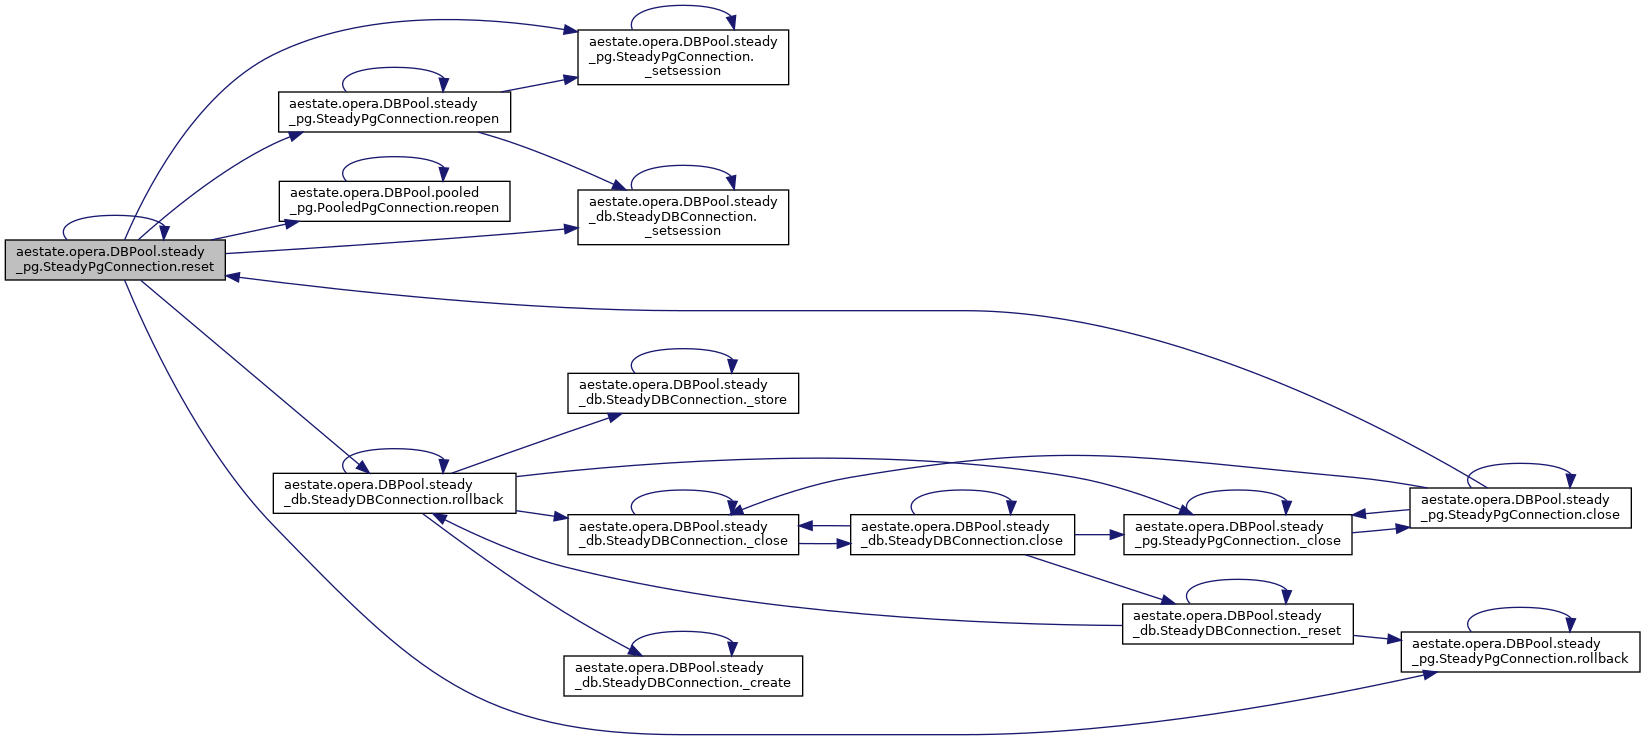 aestate.opera.DBPool.steady
_pg.SteadyPgConnection.
_setsession
aestate.opera.DBPool.steady
_pg.SteadyPgConnection.reopen
aestate.opera.DBPool.pooled
_pg.PooledPgConnection.reopen
aestate.opera.DBPool.steady
_db.SteadyDBConnection.
_setsession
aestate.opera.DBPool.steady
_pg.SteadyPgConnection.reset
aestate.opera.DBPool.steady
_db.SteadyDBConnection._store
aestate.opera.DBPool.steady
_db.SteadyDBConnection.rollback
aestate.opera.DBPool.steady
_db.SteadyDBConnection._close
aestate.opera.DBPool.steady
_db.SteadyDBConnection.close
aestate.opera.DBPool.steady
_pg.SteadyPgConnection._close
aestate.opera.DBPool.steady
_pg.SteadyPgConnection.close
aestate.opera.DBPool.steady
_db.SteadyDBConnection._reset
aestate.opera.DBPool.steady
_pg.SteadyPgConnection.rollback
aestate.opera.DBPool.steady
_db.SteadyDBConnection._create